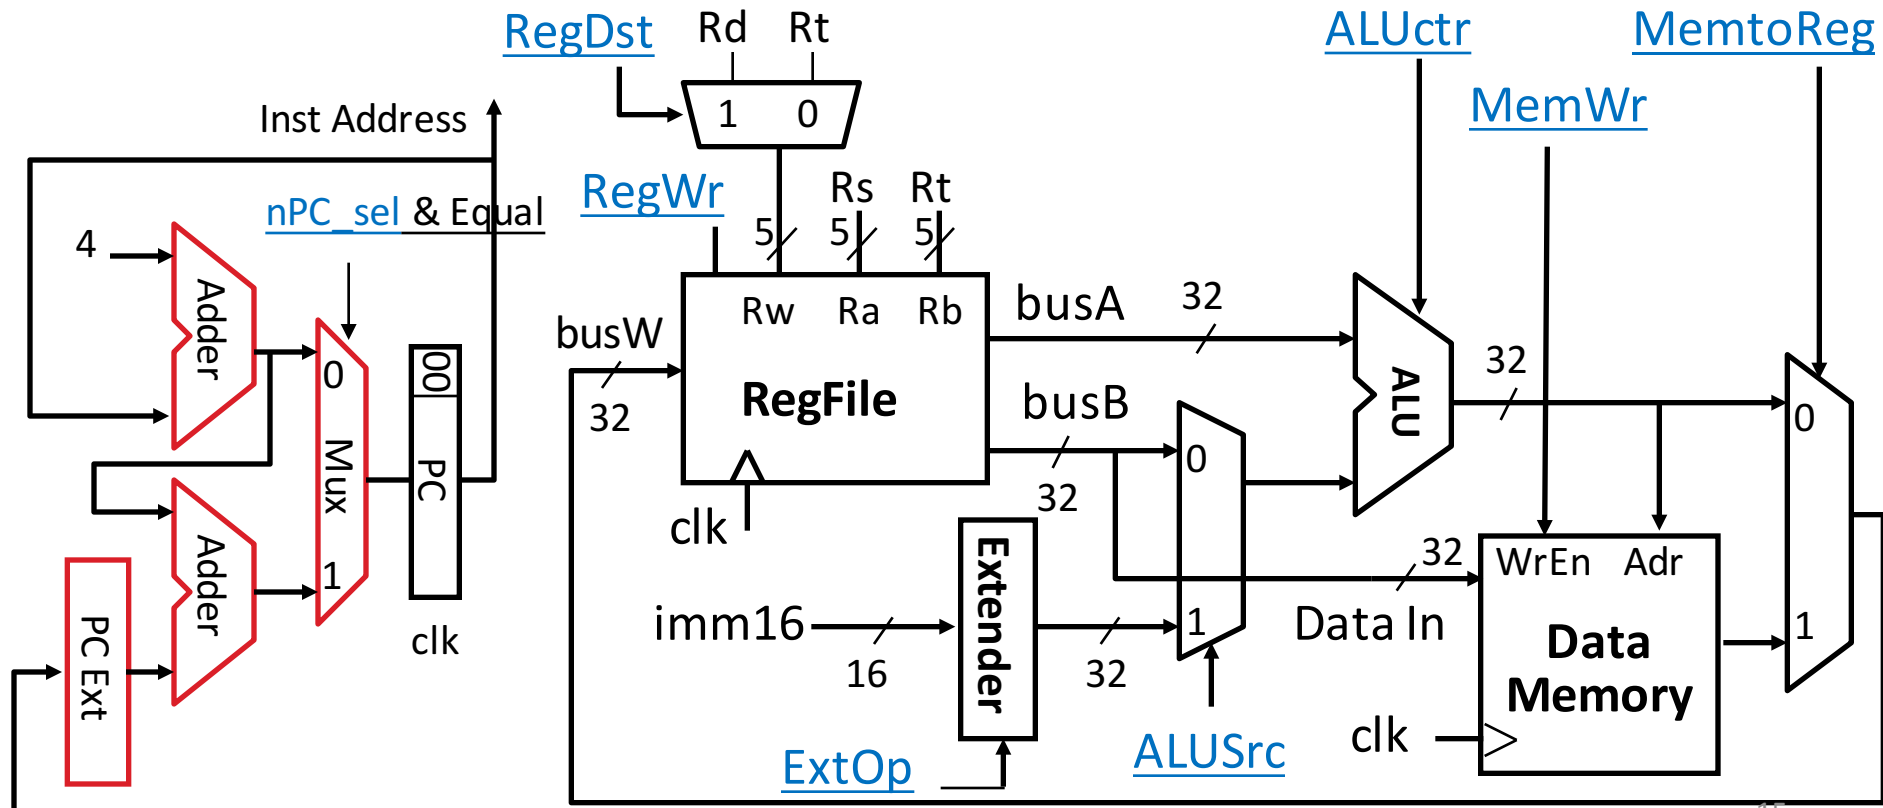 RegDst
Rd
Rt
ALUctr
MemtoReg
1
0
MemWr
Inst Address
nPC_sel & Equal
RegWr
Rs
Rt
5
5
5
4
Adder
0
Mux
1
00
PC
clk
Adder
PC Ext
busW
32
Rw
Ra
Rb
RegFile
clk
busA
32
busB
32
0
1
ALU
32
0
1
imm16
16
Extender
32
ExtOp
ALUSrc
32
Data In
WrEn
Adr
Data
Memory
clk